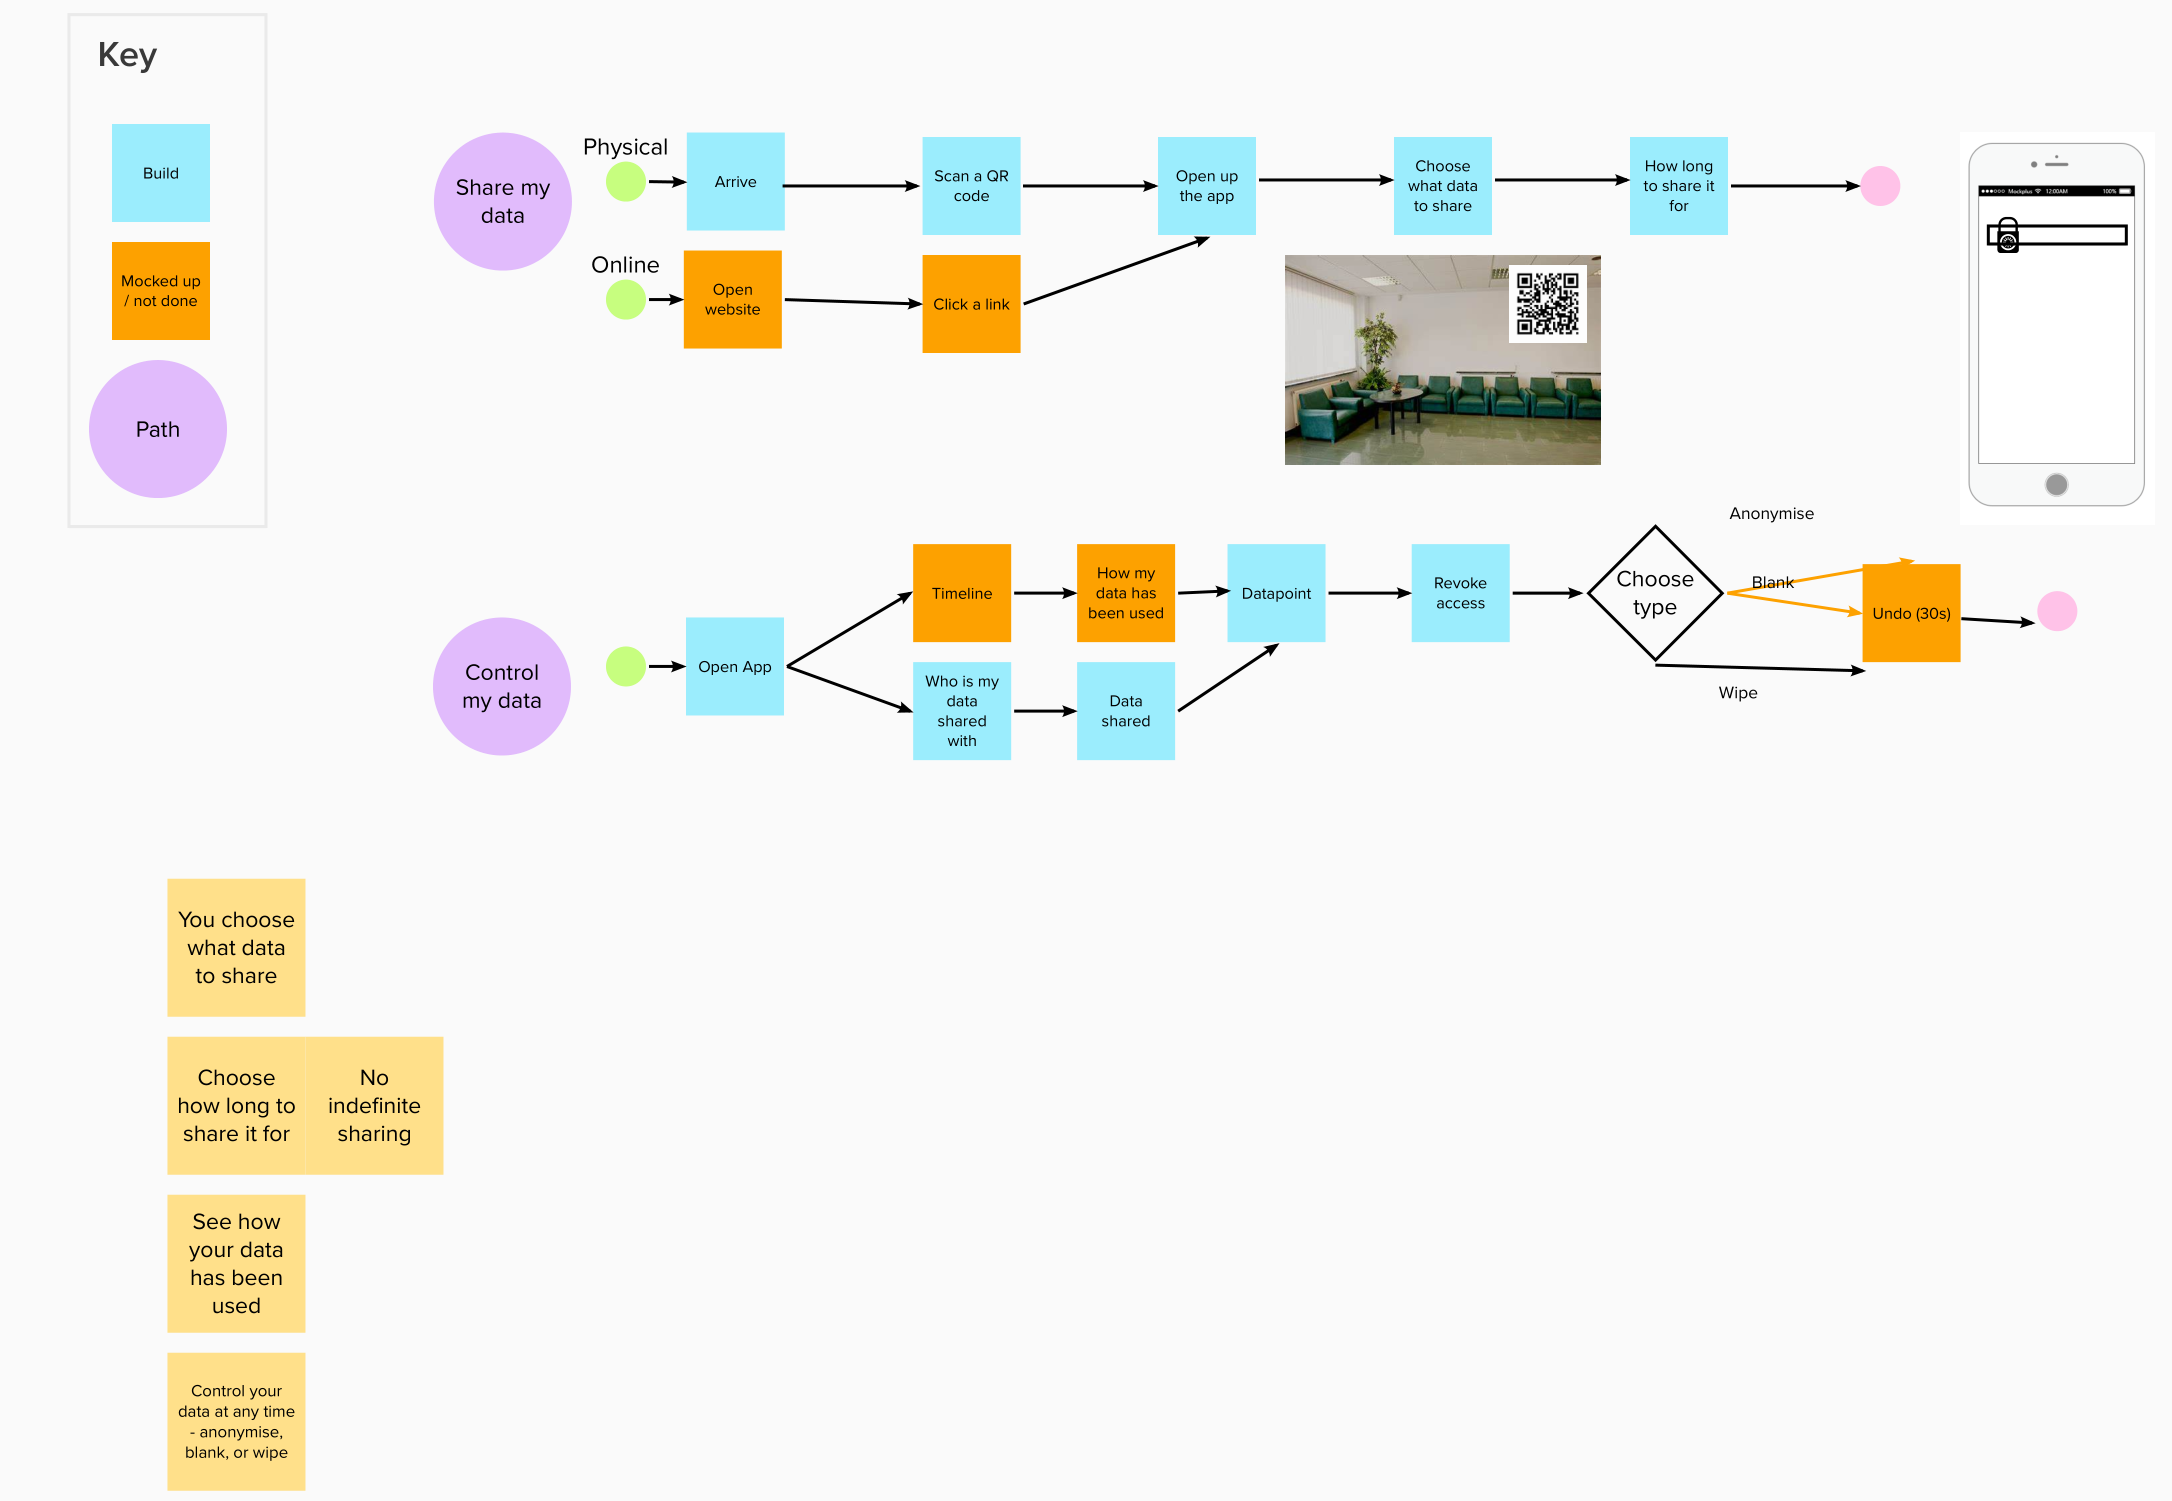 Key
Build
Mocked up
/ not done
Path
Share my
data
Physical
Arrive
Scan a QR
code
Open up
the app
Choose
what data
to share
How long
to share it
for
Online
Open
website
Click a link
Mockplus
12:00AM
100%
Control
my data
Open App
Timeline
How my
data has
been used
Datapoint
Revoke
access
Choose
type
Anonymise
Blank
Wipe
Undo (30s)
Who is my
data
shared
with
Data
shared
You choose
what data
to share
Choose
how long to
share it for
No
indefinite
sharing
See how
your data
has been
used
Control your
data at any time
- anonymise,
blank, or wipe